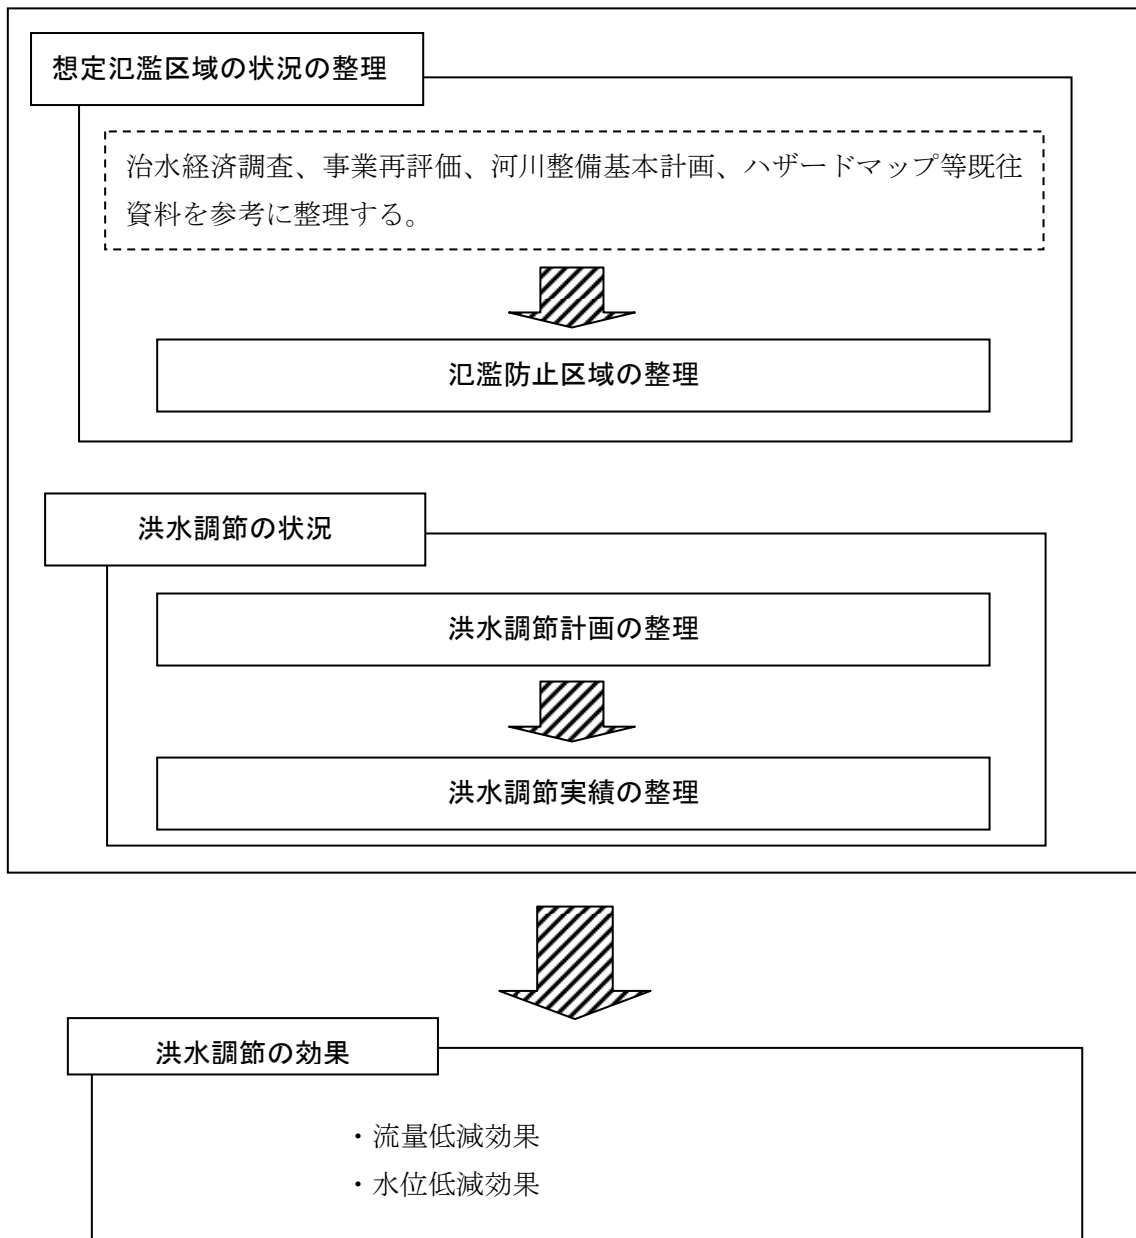 想定氾濫区域の状況の整理
治水経済調査、事業再評価、河川整備基本計画、ハザードマップ等既往
資料を参考に整理する。
氾濫防止区域の整理
洪水調節の状況
洪水調節計画の整理
洪水調節実績の整理
洪水調節の効果
・流量低減効果
・水位低減効果